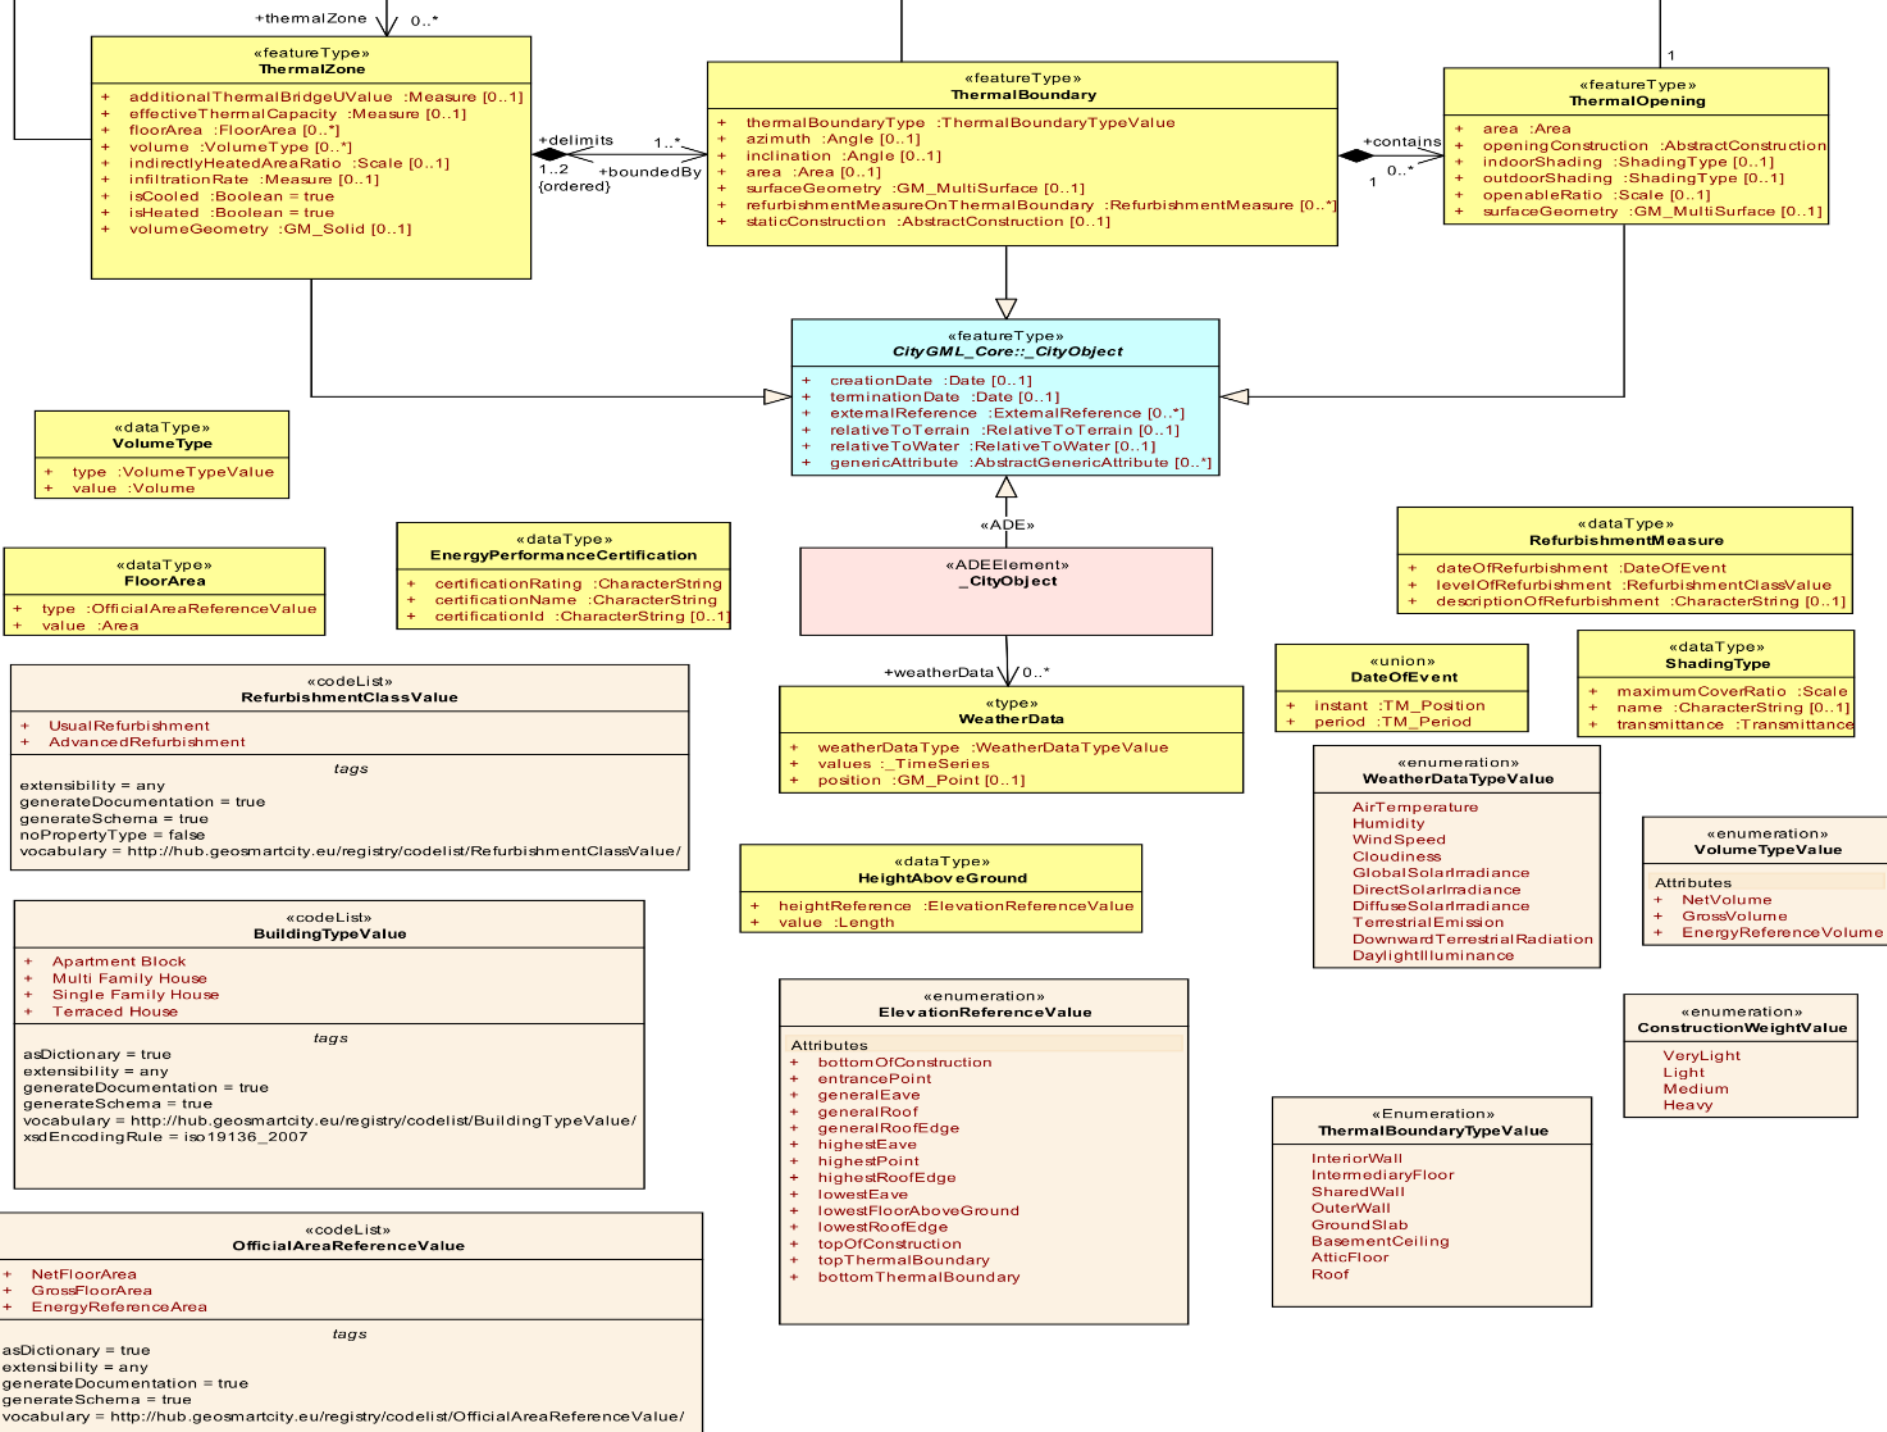 +thermalZone 0..*
«featureType»
ThermalZone
+ additionalThermalBridgeUValue :Measure [0..1]
+ effectiveThermalCapacity :Measure [0..1]
+ floorArea :FloorArea [0..*]
+ volume :VolumeType [0..*]
+ indirectlyHeatedAreaRatio :Scale [0..1]
+ infiltrationRate :Measure [0..1]
+ isCooled :Boolean = true
+ isHeated :Boolean = true
+ volumeGeometry :GM_Solid [0..1]
+delimits 1..*
1..2 +boundedBy
{ordered}
«featureType»
ThermalBoundary
+ thermalBoundaryType :ThermalBoundaryTypeValue
+ azimuth :Angle [0..1]
+ inclination :Angle [0..1]
+ area :Area [0..1]
+ surfaceGeometry :GM_MultiSurface [0..1]
+ refurbishmentMeasureOnThermalBoundary :RefurbishmentMeasure [0..*]
+ staticConstruction :AbstractConstruction [0..1]
+contains
0..*
1
1
«featureType»
ThermalOpening
+ area :Area
+ openingConstruction :AbstractConstruction
+ indoorShading :ShadingType [0..1]
+ outdoorShading :ShadingType [0..1]
+ openableRatio :Scale [0..1]
+ surfaceGeometry :GM_MultiSurface [0..1]
«featureType»
CityGML_Core::_CityObject
+ creationDate :Date [0..1]
+ terminationDate :Date [0..1]
+ externalReference :ExternalReference [0..*]
+ relativeToTerrain :RelativeToTerrain [0..1]
+ relativeToWater :RelativeToWater [0..1]
+ genericAttribute :AbstractGenericAttribute [0..*]
«dataType»
VolumeType
+ type :VolumeTypeValue
+ value :Volume
«dataType»
FloorArea
+ type :OfficialAreaReferenceValue
+ value :Area
«dataType»
EnergyPerformanceCertification
+ certificationRating :CharacterString
+ certificationName :CharacterString
+ certificationId :CharacterString [0..1]
«ADE»
«ADEElement»
_CityObject
+weatherData 0..*
«type»
WeatherData
+ weatherDataType :WeatherDataTypeValue
+ values :_TimeSeries
+ position :GM_Point [0..1]
«dataType»
RefurbishmentMeasure
+ dateOfRefurbishment :DateOfEvent
+ levelOfRefurbishment :RefurbishmentClassValue
+ descriptionOfRefurbishment :CharacterString [0..1]
«union»
DateOfEvent
+ instant :TM_Position
+ period :TM_Period
«dataType»
ShadingType
+ maximumCoverRatio :Scale
+ name :CharacterString [0..1]
+ transmittance :Transmittance
«codeList»
RefurbishmentClassValue
+ UsualRefurbishment
+ AdvancedRefurbishment
tags
extensibility = any
generateDocumentation = true
generateSchema = true
noPropertyType = false
vocabulary = http://hub.geosmartcity.eu/registry/codelist/RefurbishmentClassValue/
«dataType»
HeightAboveGround
+ heightReference :ElevationReferenceValue
+ value :Length
«enumeration»
WeatherDataTypeValue
AirTemperature
Humidity
WindSpeed
Cloudiness
GlobalSolarIrradiance
DirectSolarIrradiance
DiffuseSolarIrradiance
TerrestrialEmission
DownwardTerrestrialRadiation
DaylightIlluminance
«enumeration»
VolumeTypeValue
Attributes
+ NetVolume
+ GrossVolume
+ EnergyReferenceVolume
«codeList»
BuildingTypeValue
+ Apartment Block
+ Multi Family House
+ Single Family House
+ Terraced House
tags
asDictionary = true
extensibility = any
generateDocumentation = true
generateSchema = true
vocabulary = http://hub.geosmartcity.eu/registry/codelist/BuildingTypeValue/
xsdEncodingRule = iso19136_2007
«enumeration»
ElevationReferenceValue
Attributes
+ bottomOfConstruction
+ entrancePoint
+ generalEave
+ generalRoof
+ generalRoofEdge
+ highestEave
+ highestPoint
+ highestRoofEdge
+ lowestEave
+ lowestFloorAboveGround
+ lowestRoofEdge
+ topOfConstruction
+ topThermalBoundary
+ bottomThermalBoundary
«enumeration»
ConstructionWeightValue
VeryLight
Light
Medium
Heavy
«Enumeration»
ThermalBoundaryTypeValue
InteriorWall
IntermediaryFloor
SharedWall
OuterWall
GroundSlab
BasementCeiling
AtticFloor
Roof
«codeList»
OfficialAreaReferenceValue
+ NetFloorArea
+ GrossFloorArea
+ EnergyReferenceArea
tags
asDictionary = true
extensibility = any
generateDocumentation = true
generateSchema = true
vocabulary = http://hub.geosmartcity.eu/registry/codelist/OfficialAreaReferenceValue/